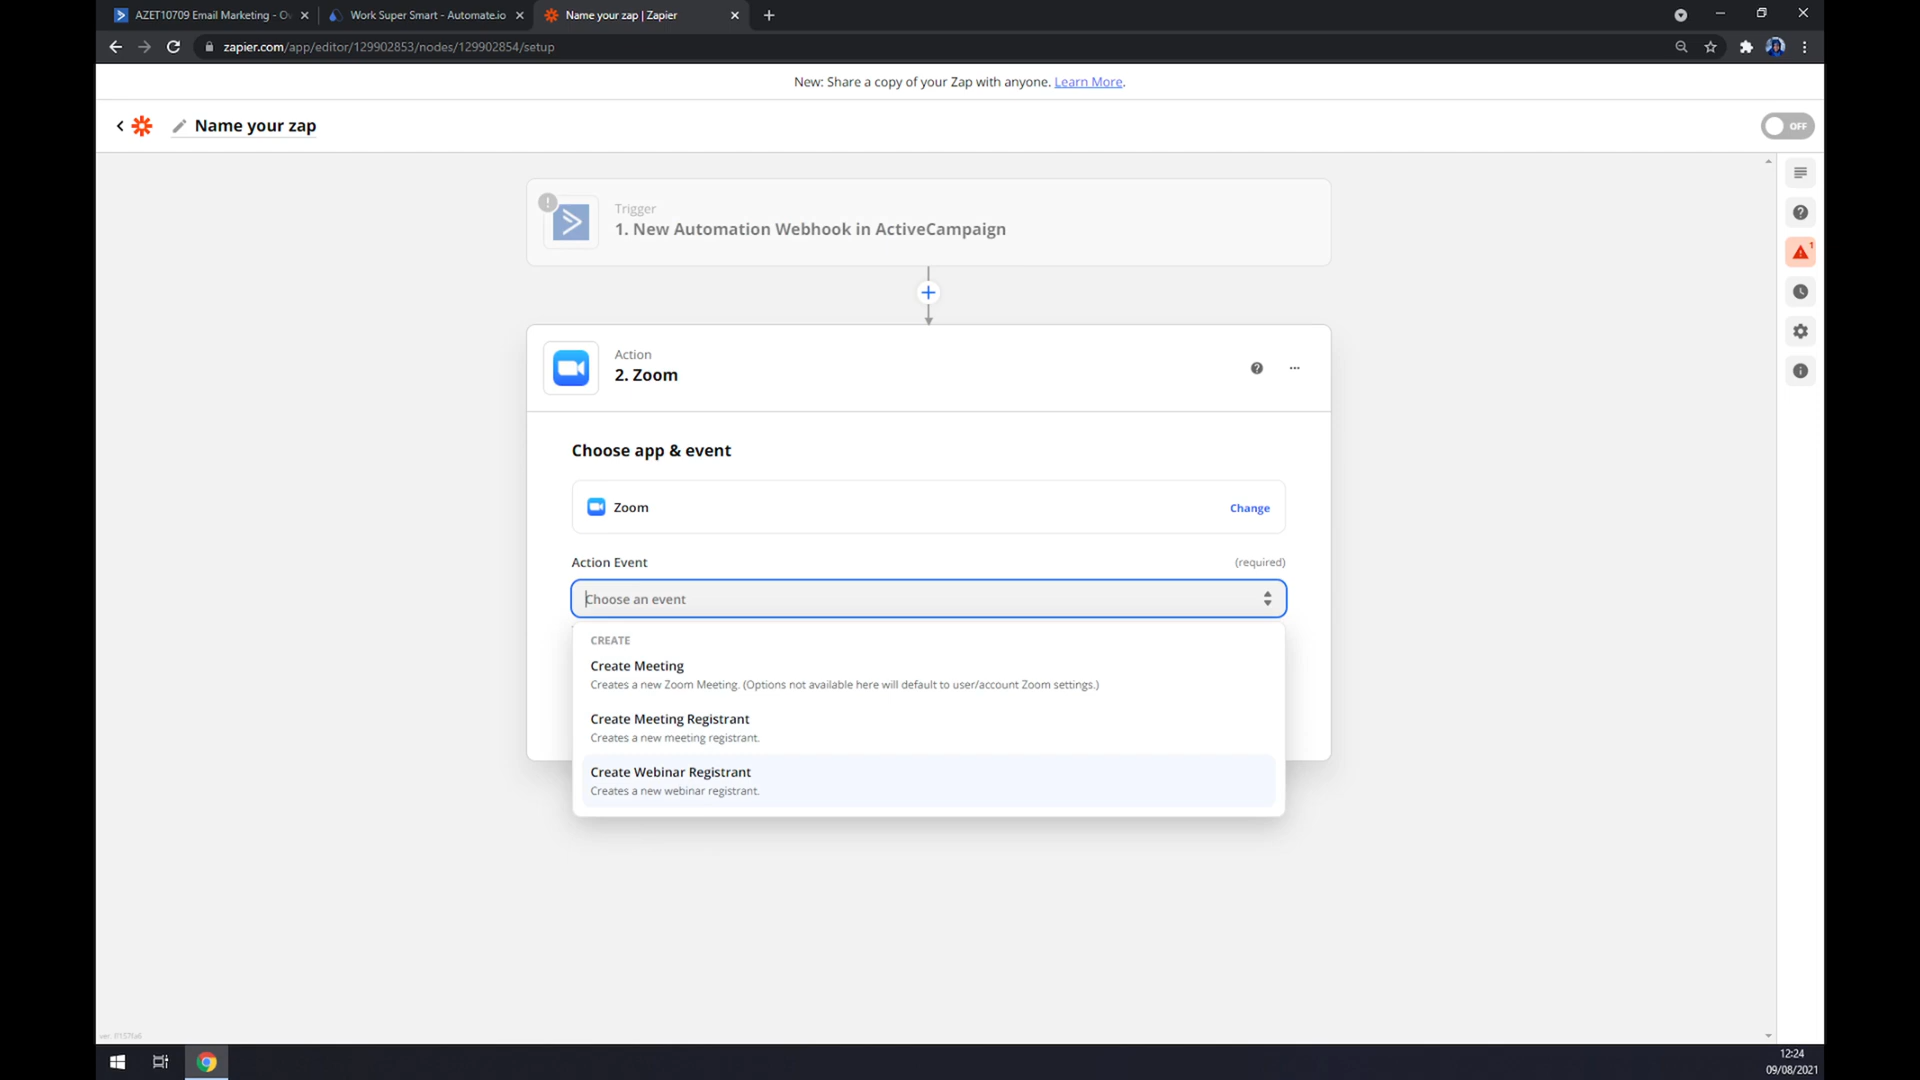 AZET10709 Email Marketing - Ov
Work Super Smart - Automate.io
Name your zap | Zapier
zapier.com/app/editor/129902853/nodes/129902854/setup
New: Share a copy of your Zap with anyone. Learn More.
Name your zap
OFF
Trigger
1. New Automation Webhook in ActiveCampaign
1
Action
2. Zoom
Choose app & event
Zoom
Change
Action Event
(required)
Choose an event
CREATE
Create Meeting
Creates a new Zoom Meeting. (Options not available here will default to user/account Zoom settings.)
Create Meeting Registrant
Creates a new meeting registrant.
Create Webinar Registrant
Creates a new webinar registrant.
12:24
09/08/2021